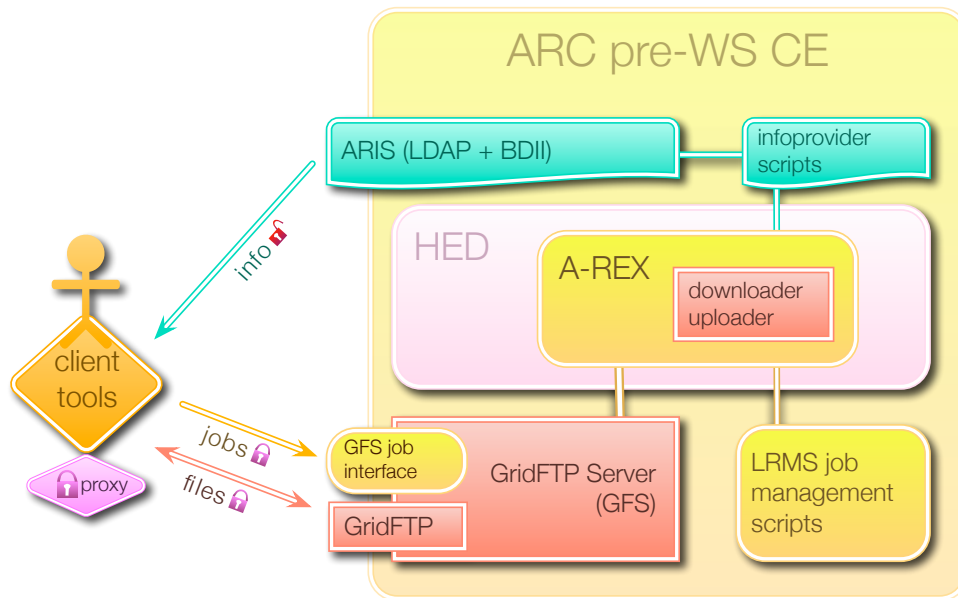 ARC pre-WS CE
ARIS (LDAP + BDII)
infoprovider
scripts
info
HED
A-REX
downloader
uploader
client
tools
proxy
jobs
files
GFS job
interface
GridFTP
GridFTP Server
(GFS)
LRMS job
management
scripts